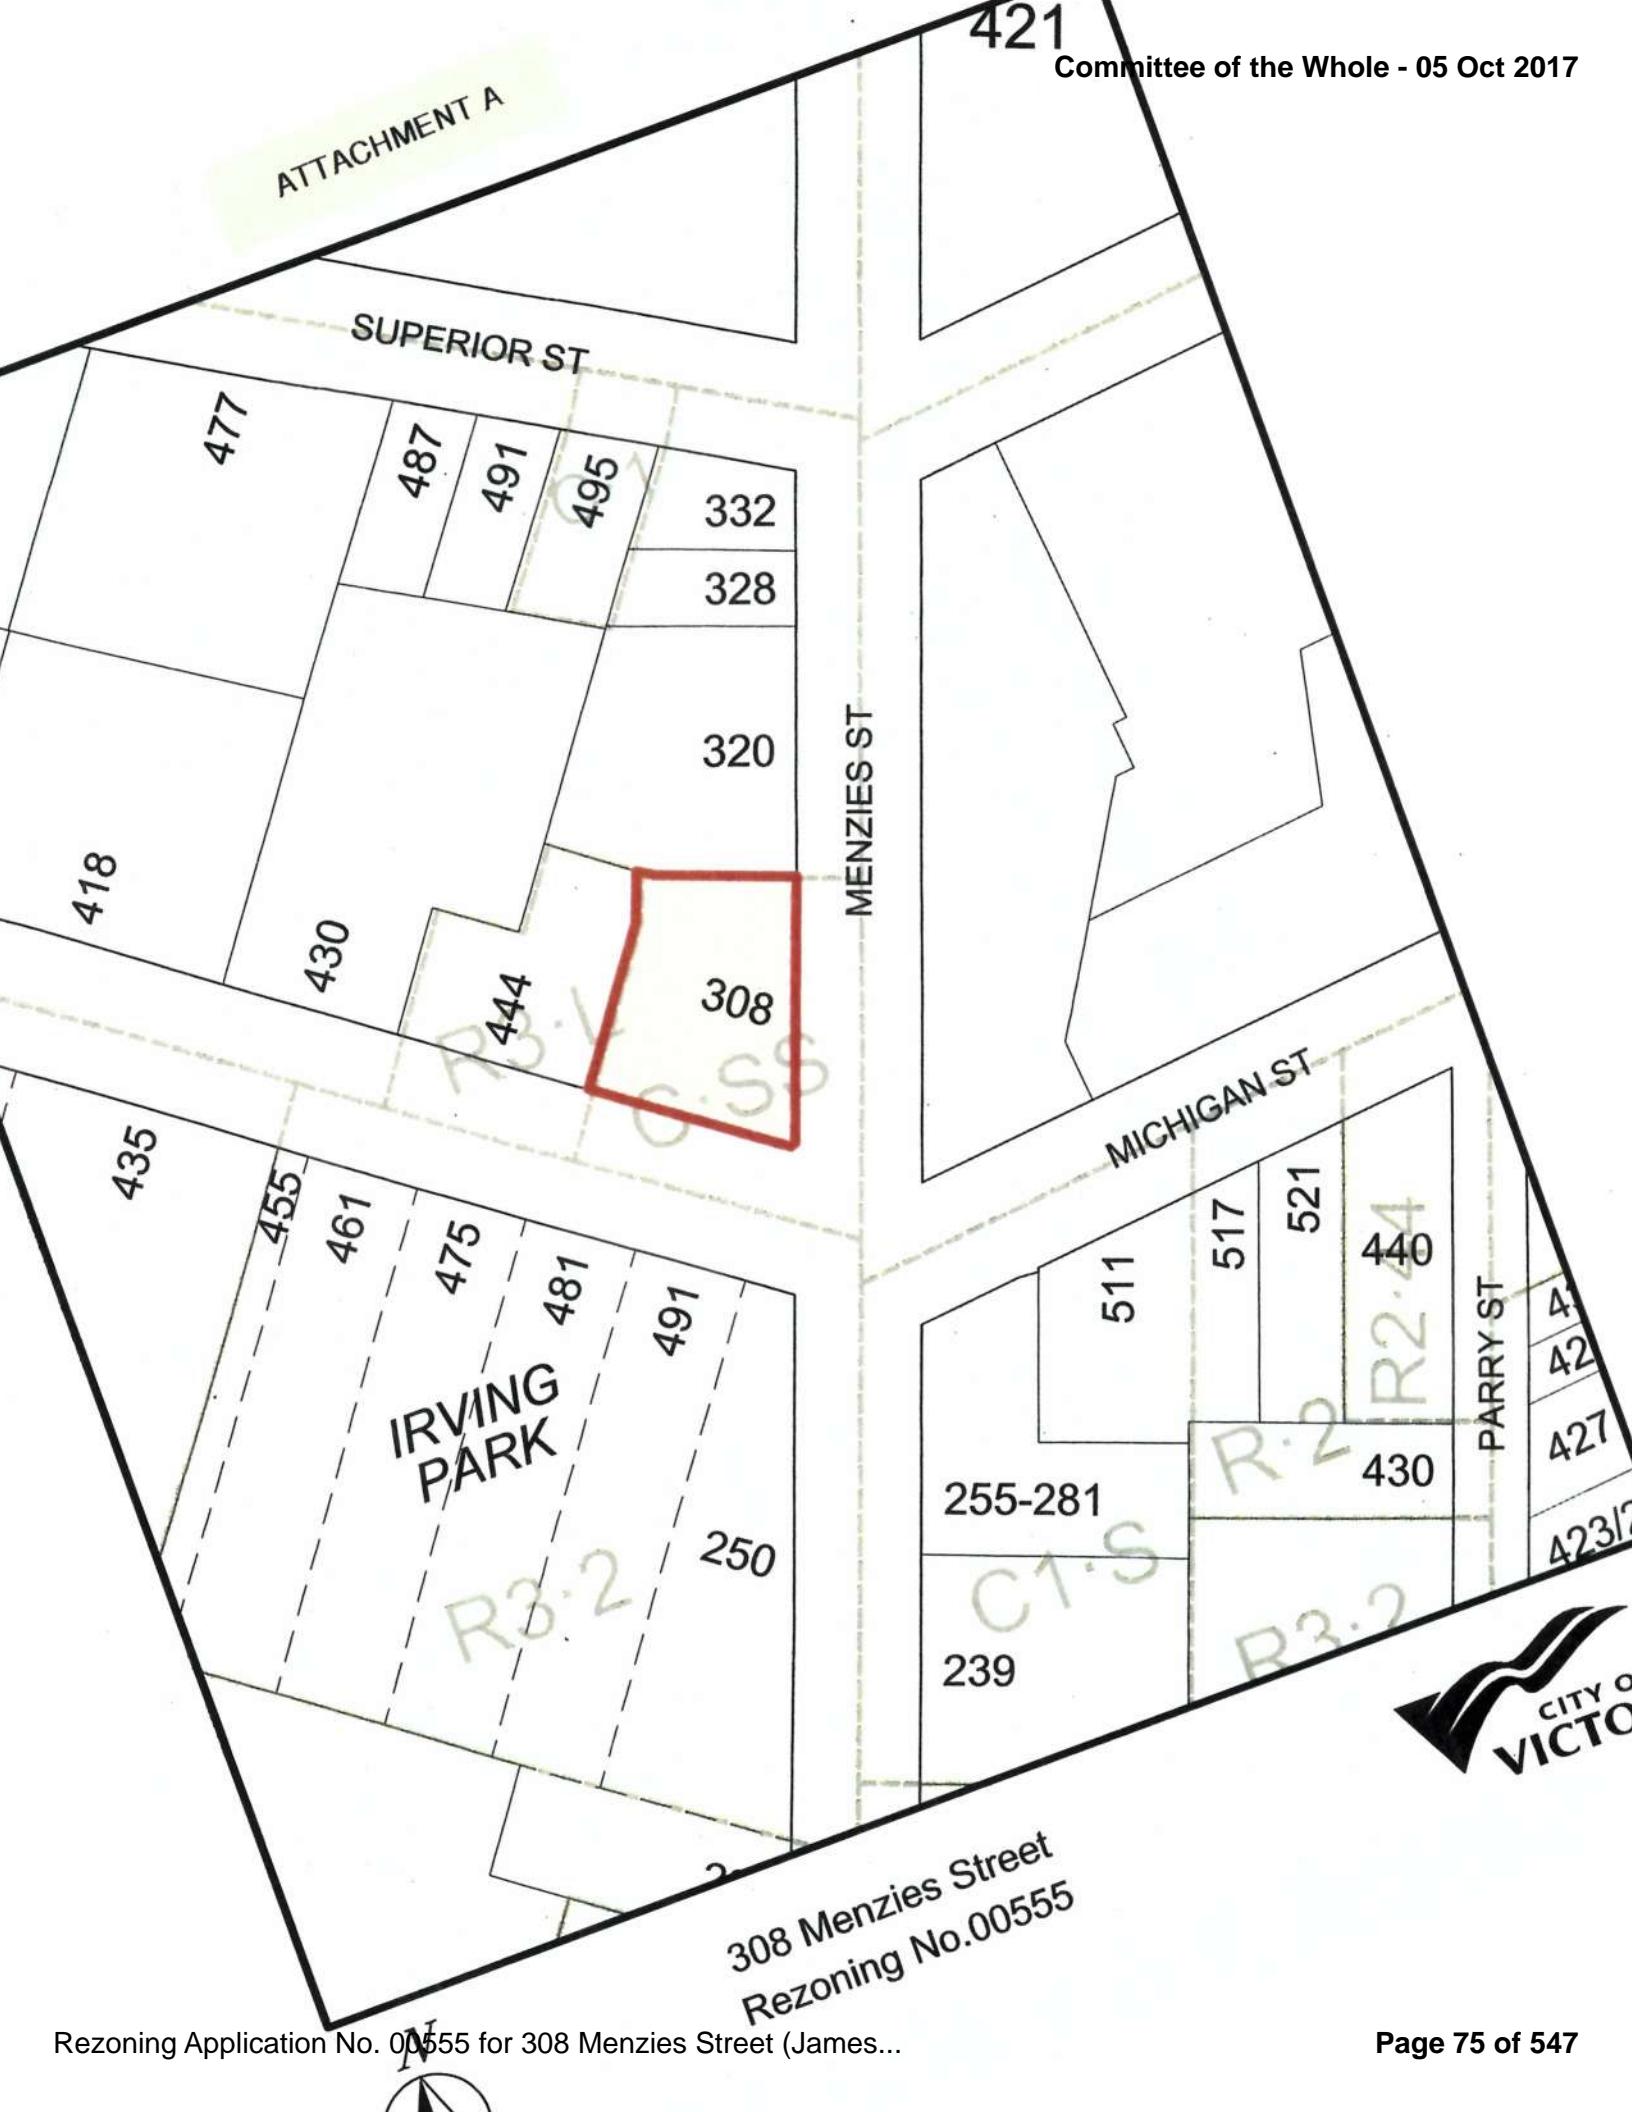 421
Committee of the Whole - 05 Oct 2017
ATTACHMENT A
SUPERIOR ST
477
487
491
495
332
328
320
MENZIES ST
418
430
444
308
R3·L
C·SS
MICHIGAN ST
435
455
461
475
481
491
511
517
521
440
R2·44
PARRY ST
42
427
IRVING
PARK
R·2
430
255-281
250
C1·S
R3·2
R3·2
239
CITY
308 Menzies Street
Rezoning No.00555
Rezoning Application No. 00555 for 308 Menzies Street (James...
N
Page 75 of 547